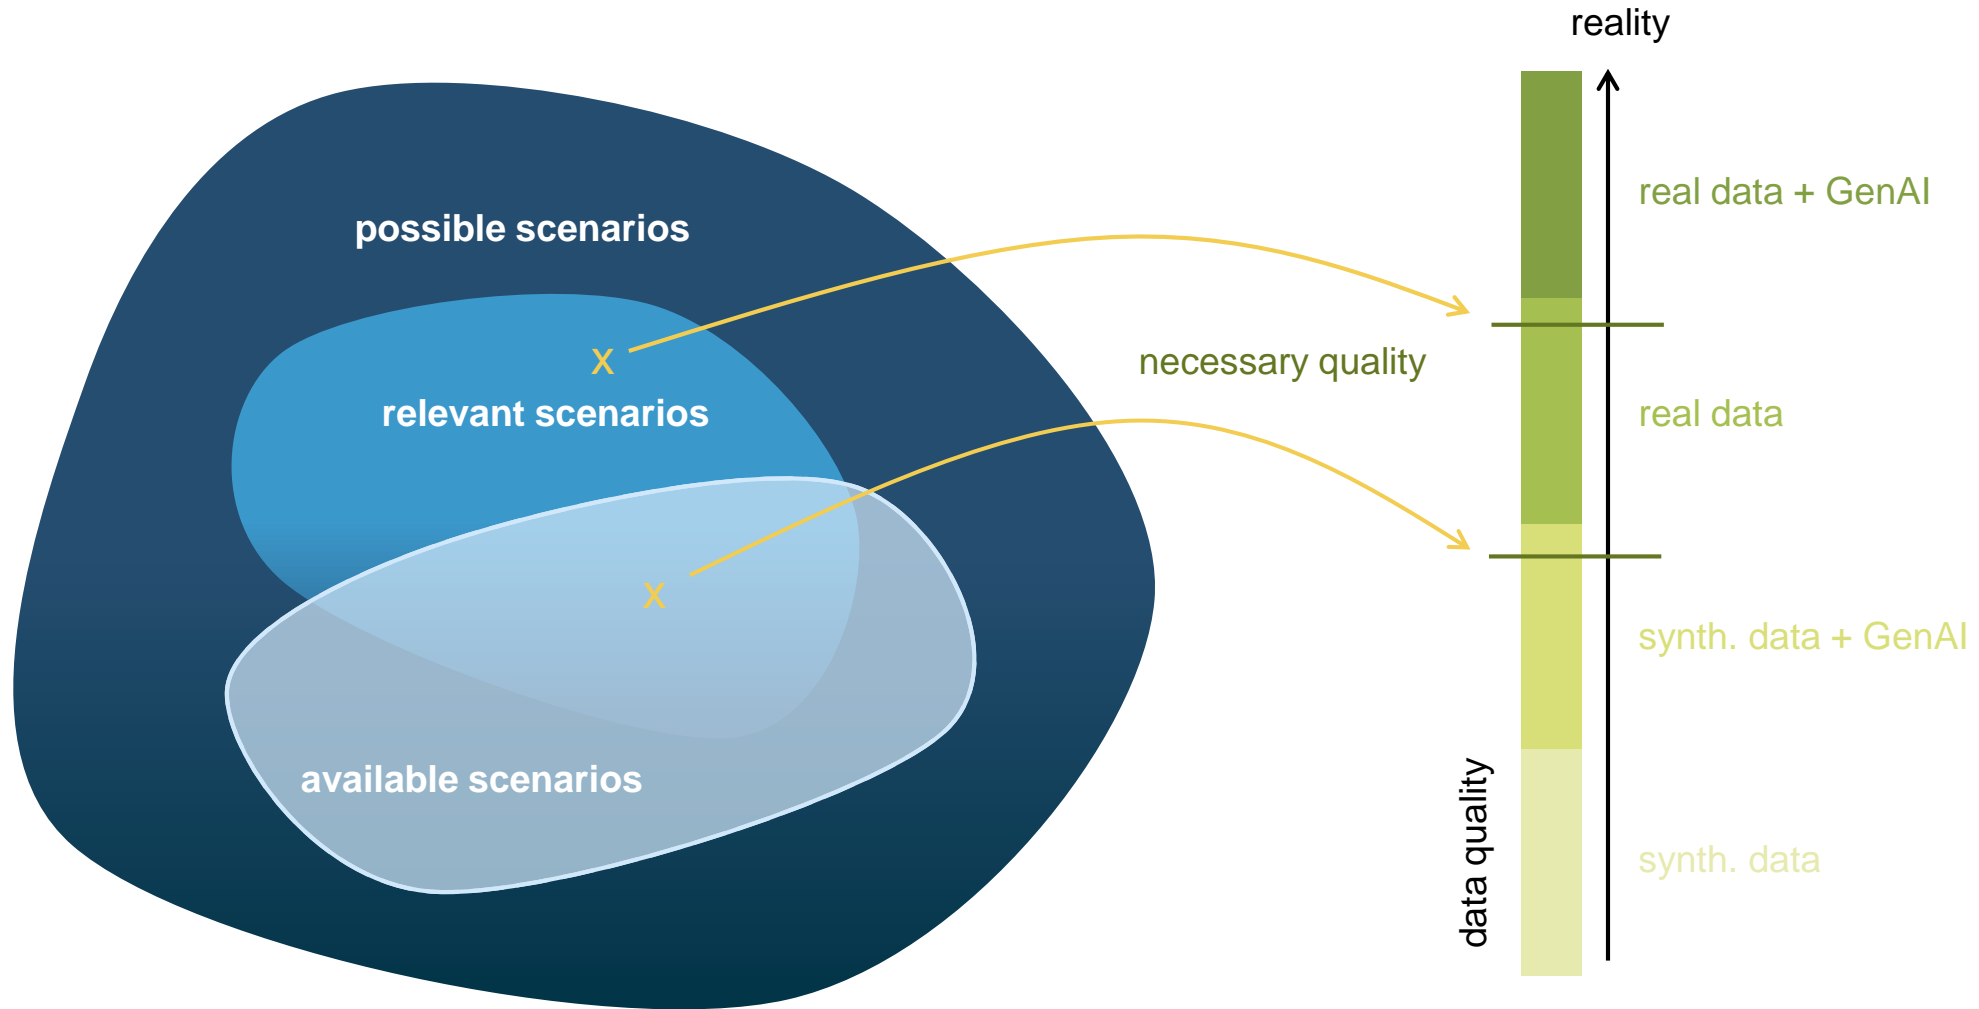 reality
real data + GenAI
possible scenarios
x
necessary quality
relevant scenarios
real data
x
synth. data + GenAI
available scenarios
data quality
synth. data